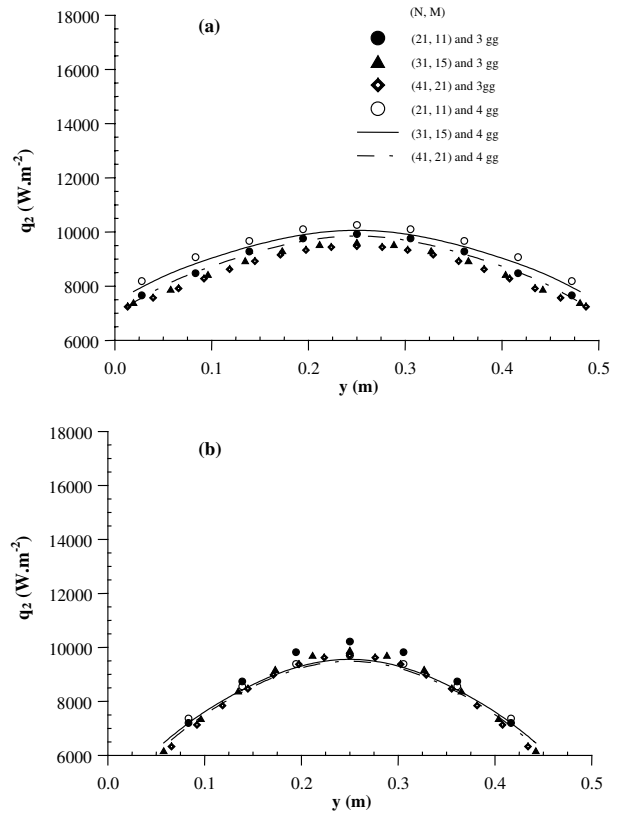 (N, M)
(a)
(21, 11) and 3 gg
(31, 15) and 3 gg
(41, 21) and 3gg
(21, 11) and 4 gg
(31, 15) and 4 gg
(41, 21) and 4 gg
18000
16000
14000
12000
10000
8000
6000
q₂ (W.m⁻²)
0.0 0.1 0.2 0.3 0.4 0.5
y (m)
(b)
18000
16000
14000
12000
10000
8000
6000
q₂ (W.m⁻²)
0.0 0.1 0.2 0.3 0.4 0.5
y (m)